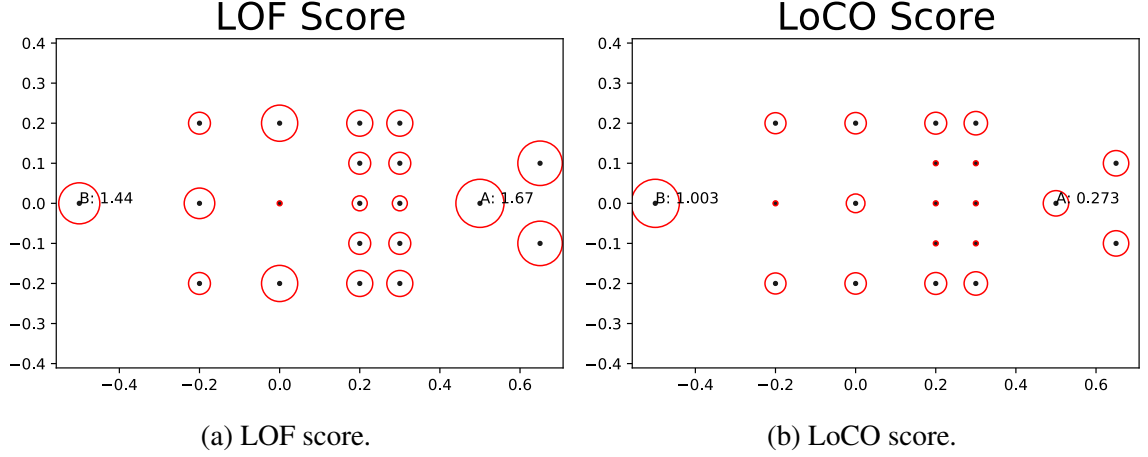 LOF Score
0.4
0.3
0.2
0.1
0.0
−0.1
−0.2
−0.3
−0.4
B: 1.44
A: 1.67
−0.4 −0.2 0.0 0.2 0.4 0.6
(a) LOF score.
LoCO Score
0.4
0.3
0.2
0.1
0.0
−0.1
−0.2
−0.3
−0.4
B: 1.003
A: 0.273
−0.4 −0.2 0.0 0.2 0.4 0.6
(b) LoCO score.